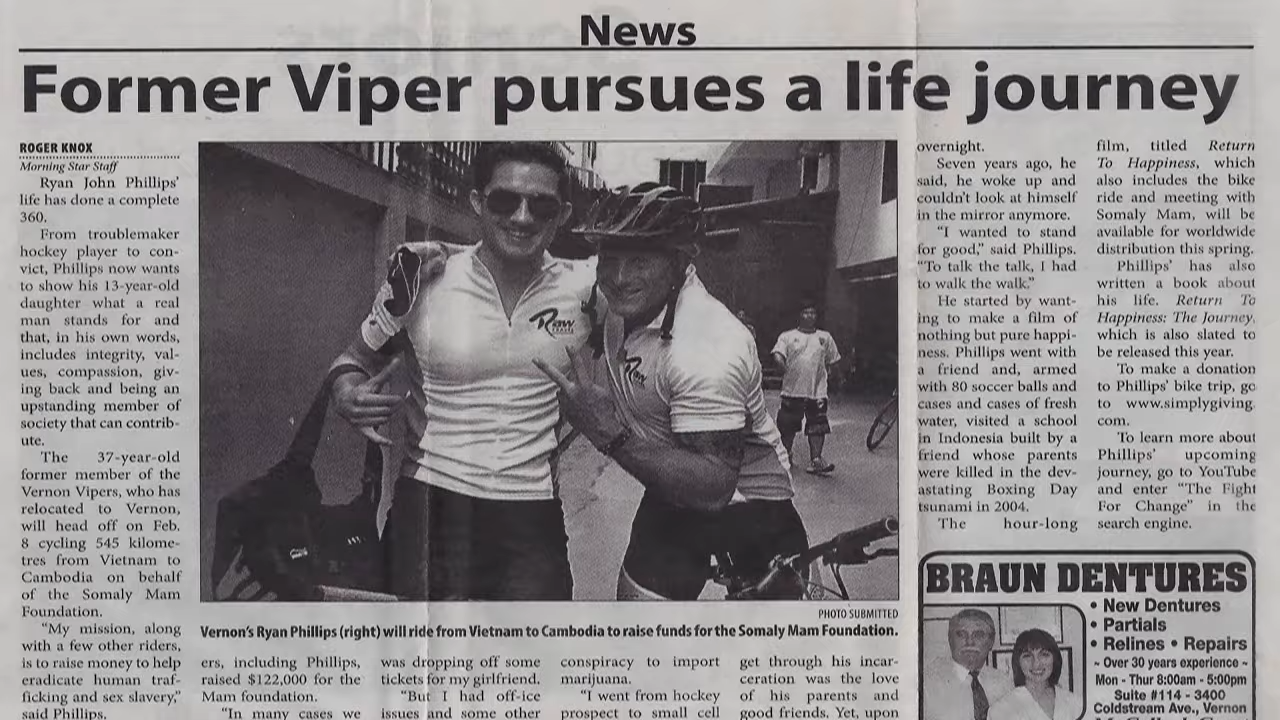 News
Former Viper pursues a life journey
ROGER KNOX
Morning Star Staff
Ryan John Phillips'
life has done a complete
360.
From troublemaker
hockey player to con-
vict, Phillips now wants
to show his 13-year-old
daughter what a real
man stands for and
that, in his own words,
includes integrity, val-
ues, compassion, giv-
ing back and being an
upstanding member of
society that can contrib-
ute.
The 37-year-old
former member of the
Vernon Vipers, who has
relocated to Vernon,
will head off on Feb.
8 cycling 545 kilome-
tres from Vietnam to
Cambodia on behalf
of the Somaly Mam
Foundation.
"My mission, along
with a few other riders,
is to raise money to help
eradicate human traf-
ficking and sex slavery,"
said Phillips.
Raw
Raw
PHOTO SUBMITTED
Vernon's Ryan Phillips (right) will ride from Vietnam to Cambodia to raise funds for the Somaly Mam Foundation.
ers, including Phillips,
raised $122,000 for the
Mam foundation.
"In many cases we
was dropping off some
tickets for my girlfriend.
"But I had off-ice
issues and some other
conspiracy to import
marijuana.
"I went from hockey
prospect to small cell
get through his incar-
ceration was the love
of his parents and
good friends. Yet, upon
overnight.
Seven years ago, he
said, he woke up and
couldn't look at himself
in the mirror anymore.
"I wanted to stand
for good," said Phillips.
"To talk the talk, I had
to walk the walk."
He started by want-
ing to make a film of
nothing but pure happi-
ness. Phillips went with
a friend and, armed
with 80 soccer balls and
cases and cases of fresh
water, visited a school
in Indonesia built by a
friend whose parents
were killed in the dev-
astating Boxing Day
tsunami in 2004.
The hour-long
film, titled Return
To Happiness, which
also includes the bike
ride and meeting with
Somaly Mam, will be
available for worldwide
distribution this spring.
Phillips' has also
written a book about
his life. Return To
Happiness: The Journey,
which is also slated to
be released this year.
To make a donation
to Phillips' bike trip, go
to www.simplygiving.
com.
To learn more about
Phillips' upcoming
journey, go to YouTube
and enter "The Fight
For Change" in the
search engine.
BRAUN DENTURES
• New Dentures
• Partials
• Relines • Repairs
~ Over 30 years experience ~
Mon - Thur 8:00am - 5:00pm
Suite #114 - 3400
Coldstream Ave., Vernon